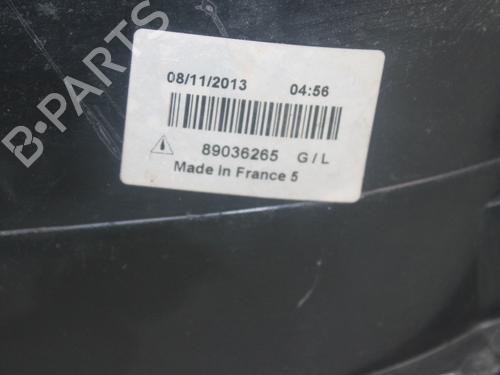 B-PARTS
08/11/2013 04:56
89036265 G / L
Made in France 5